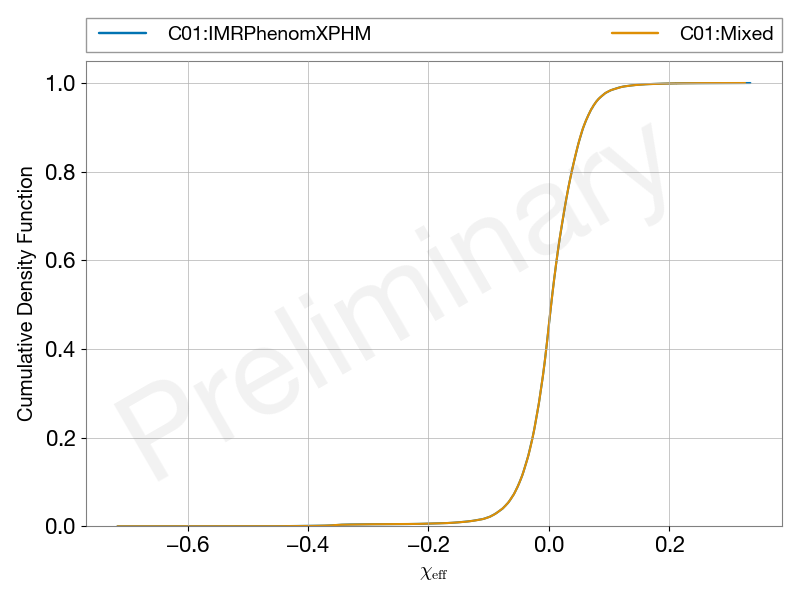 C01:IMRPhenomXPHM C01:Mixed
Cumulative Density Function
1.0
0.8
0.6
0.4
0.2
0.0
Preliminary
−0.6 −0.4 −0.2 0.0 0.2
χeff